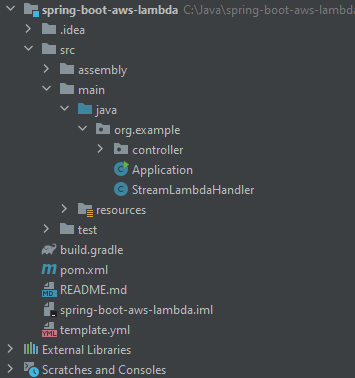 spring-boot-aws-lambda C:\Java\spring-boot-aws-lambda
.idea
src
assembly
main
java
org.example
controller
Application
StreamLambdaHandler
resources
test
build.gradle
m pom.xml
MD README.md
spring-boot-aws-lambda.iml
YML template.yml
External Libraries
Scratches and Consoles